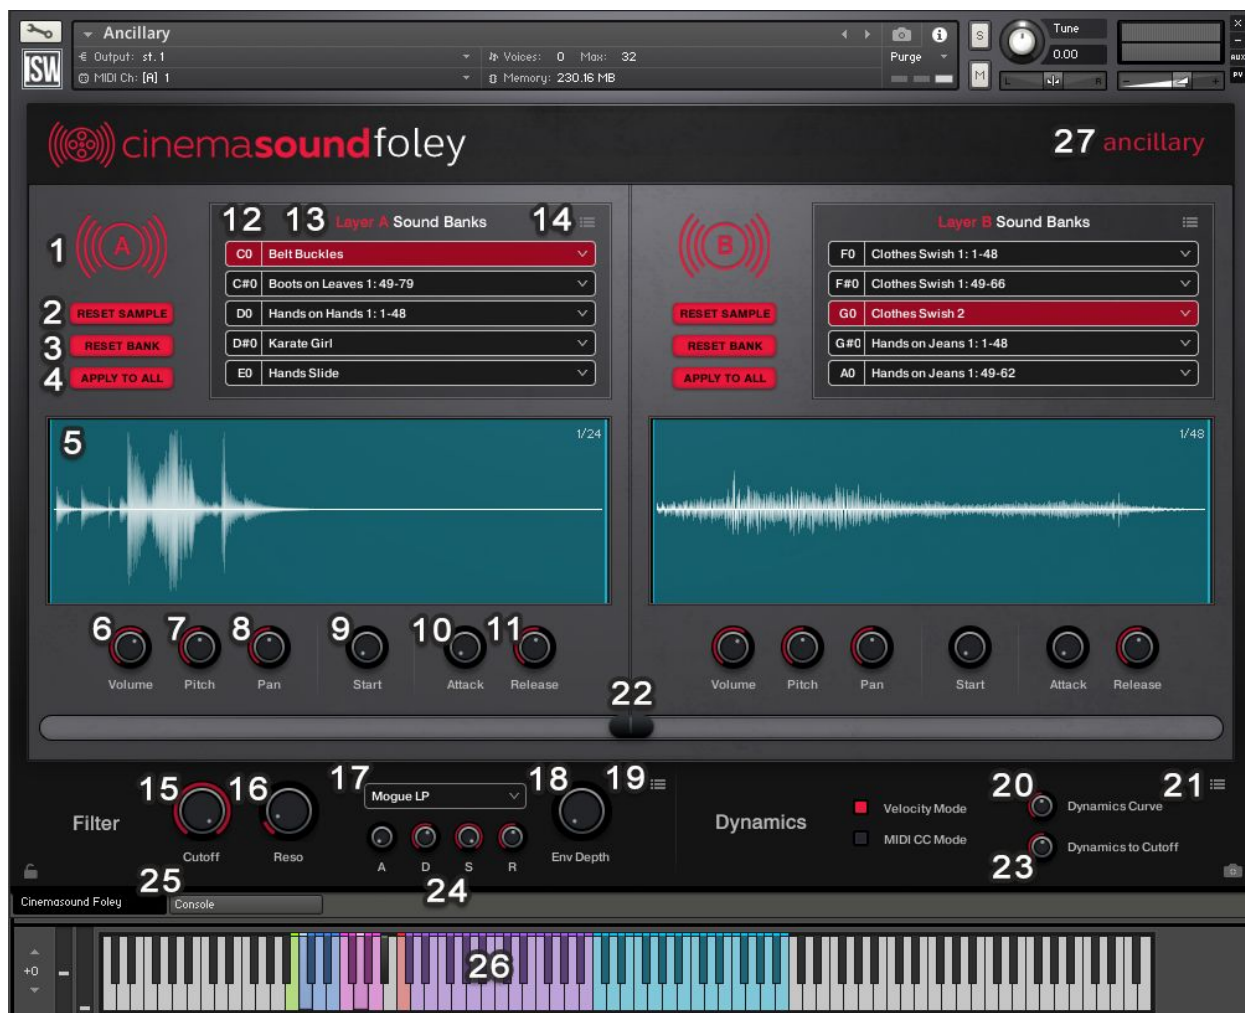 Ancillary
Output: st.1
Voices: 0 Max: 32
Purge
S
Tune
0.00
AUX
ISW
MIDI Ch: [A] 1
Memory: 230.16 MB
M
L
R
PV
cinemasoundfoley
27 ancillary
12 13 Layer A Sound Banks 14
Layer B Sound Banks
1 A
B
C0 Belt Buckles
F0 Clothes Swish 1: 1-48
C#0 Boots on Leaves 1: 49-79
F#0 Clothes Swish 1: 49-66
2 RESET SAMPLE
D0 Hands on Hands 1: 1-48
RESET SAMPLE
G0 Clothes Swish 2
3 RESET BANK
D#0 Karate Girl
RESET BANK
G#0 Hands on Jeans 1: 1-48
4 APPLY TO ALL
E0 Hands Slide
APPLY TO ALL
A0 Hands on Jeans 1: 49-62
5
1/24
1/48
6 7 8 9 10 11
Volume Pitch Pan Start Attack Release
Volume Pitch Pan Start Attack Release
22
15 16 17 18 19 20 21
Mogue LP
Velocity Mode
Dynamics Curve
Filter
Dynamics
MIDI CC Mode
Dynamics to Cutoff
Cutoff Reso
A D S R
Env Depth
23
25
24
Cinemasound Foley
Console
+0
26